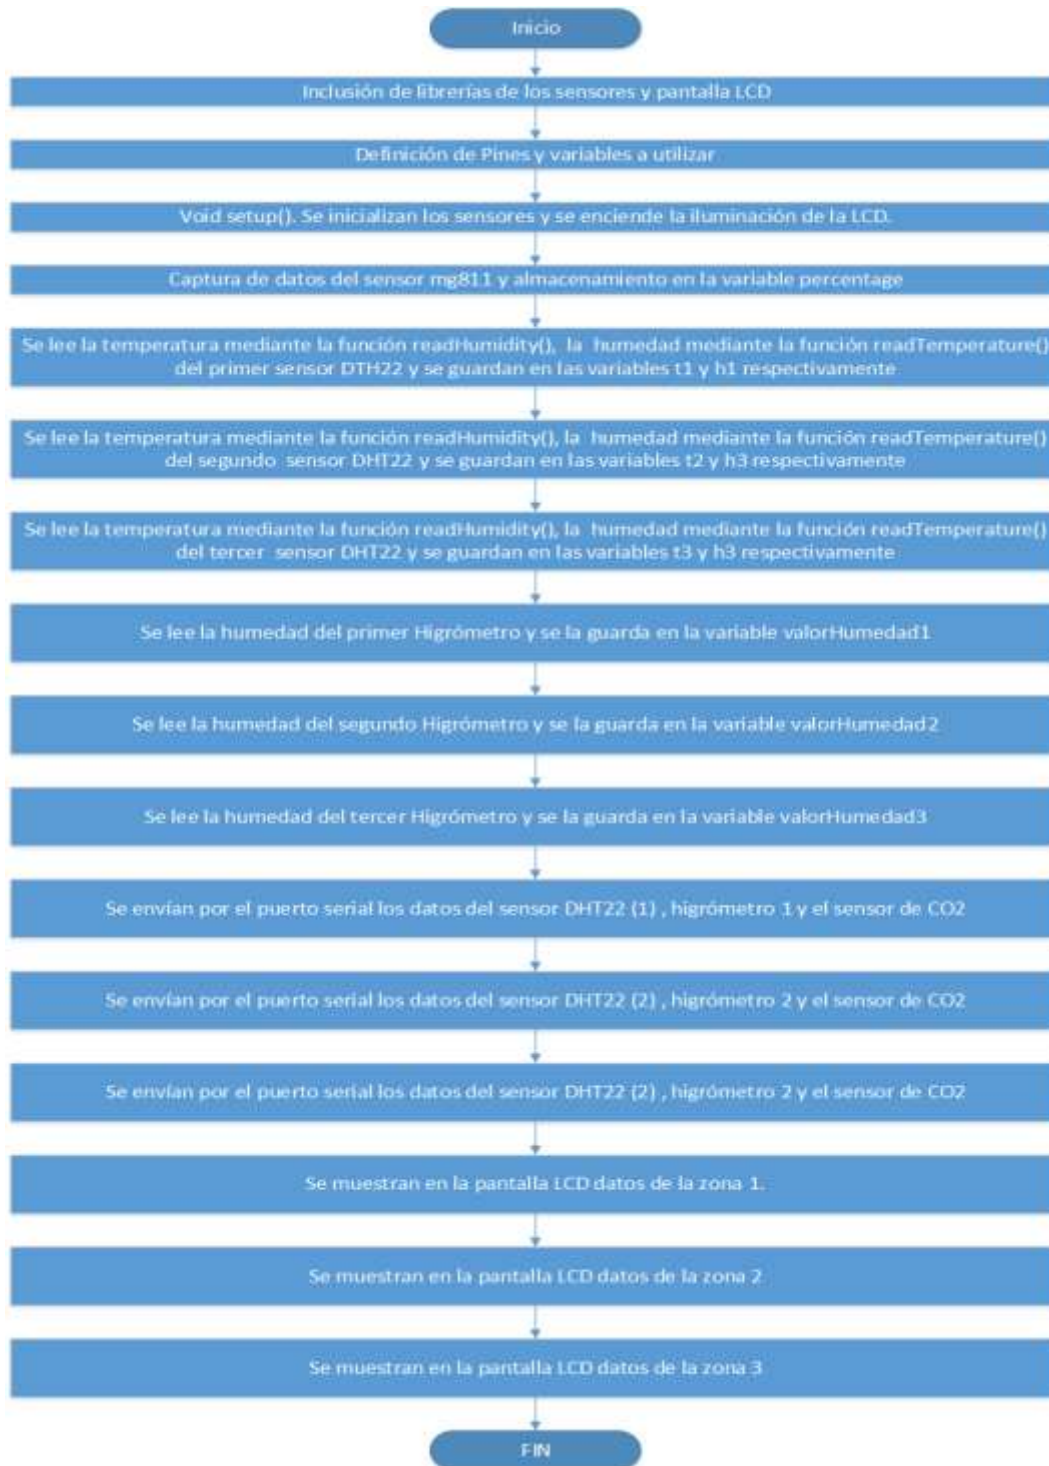 Inicio
Inclusión de librerías de los sensores y pantalla LCD
Definición de Pines y variables a utilizar
Void setup(). Se inicializan los sensores y se enciende la iluminación de la LCD.
Captura de datos del sensor mg811 y almacenamiento en la variable percentage
Se lee la temperatura mediante la función readHumidity(), la humedad mediante la función readTemperature()
del primer sensor DTH22 y se guardan en las variables t1 y h1 respectivamente
Se lee la temperatura mediante la función readHumidity(), la humedad mediante la función readTemperature()
del segundo sensor DHT22 y se guardan en las variables t2 y h3 respectivamente
Se lee la temperatura mediante la función readHumidity(), la humedad mediante la función readTemperature()
del tercer sensor DHT22 y se guardan en las variables t3 y h3 respectivamente
Se lee la humedad del primer Higrómetro y se la guarda en la variable valorHumedad1
Se lee la humedad del segundo Higrómetro y se la guarda en la variable valorHumedad2
Se lee la humedad del tercer Higrómetro y se la guarda en la variable valorHumedad3
Se envían por el puerto serial los datos del sensor DHT22 (1) , higrómetro 1 y el sensor de CO2
Se envían por el puerto serial los datos del sensor DHT22 (2) , higrómetro 2 y el sensor de CO2
Se envían por el puerto serial los datos del sensor DHT22 (2) , higrómetro 2 y el sensor de CO2
Se muestran en la pantalla LCD datos de la zona 1.
Se muestran en la pantalla LCD datos de la zona 2
Se muestran en la pantalla LCD datos de la zona 3
FIN